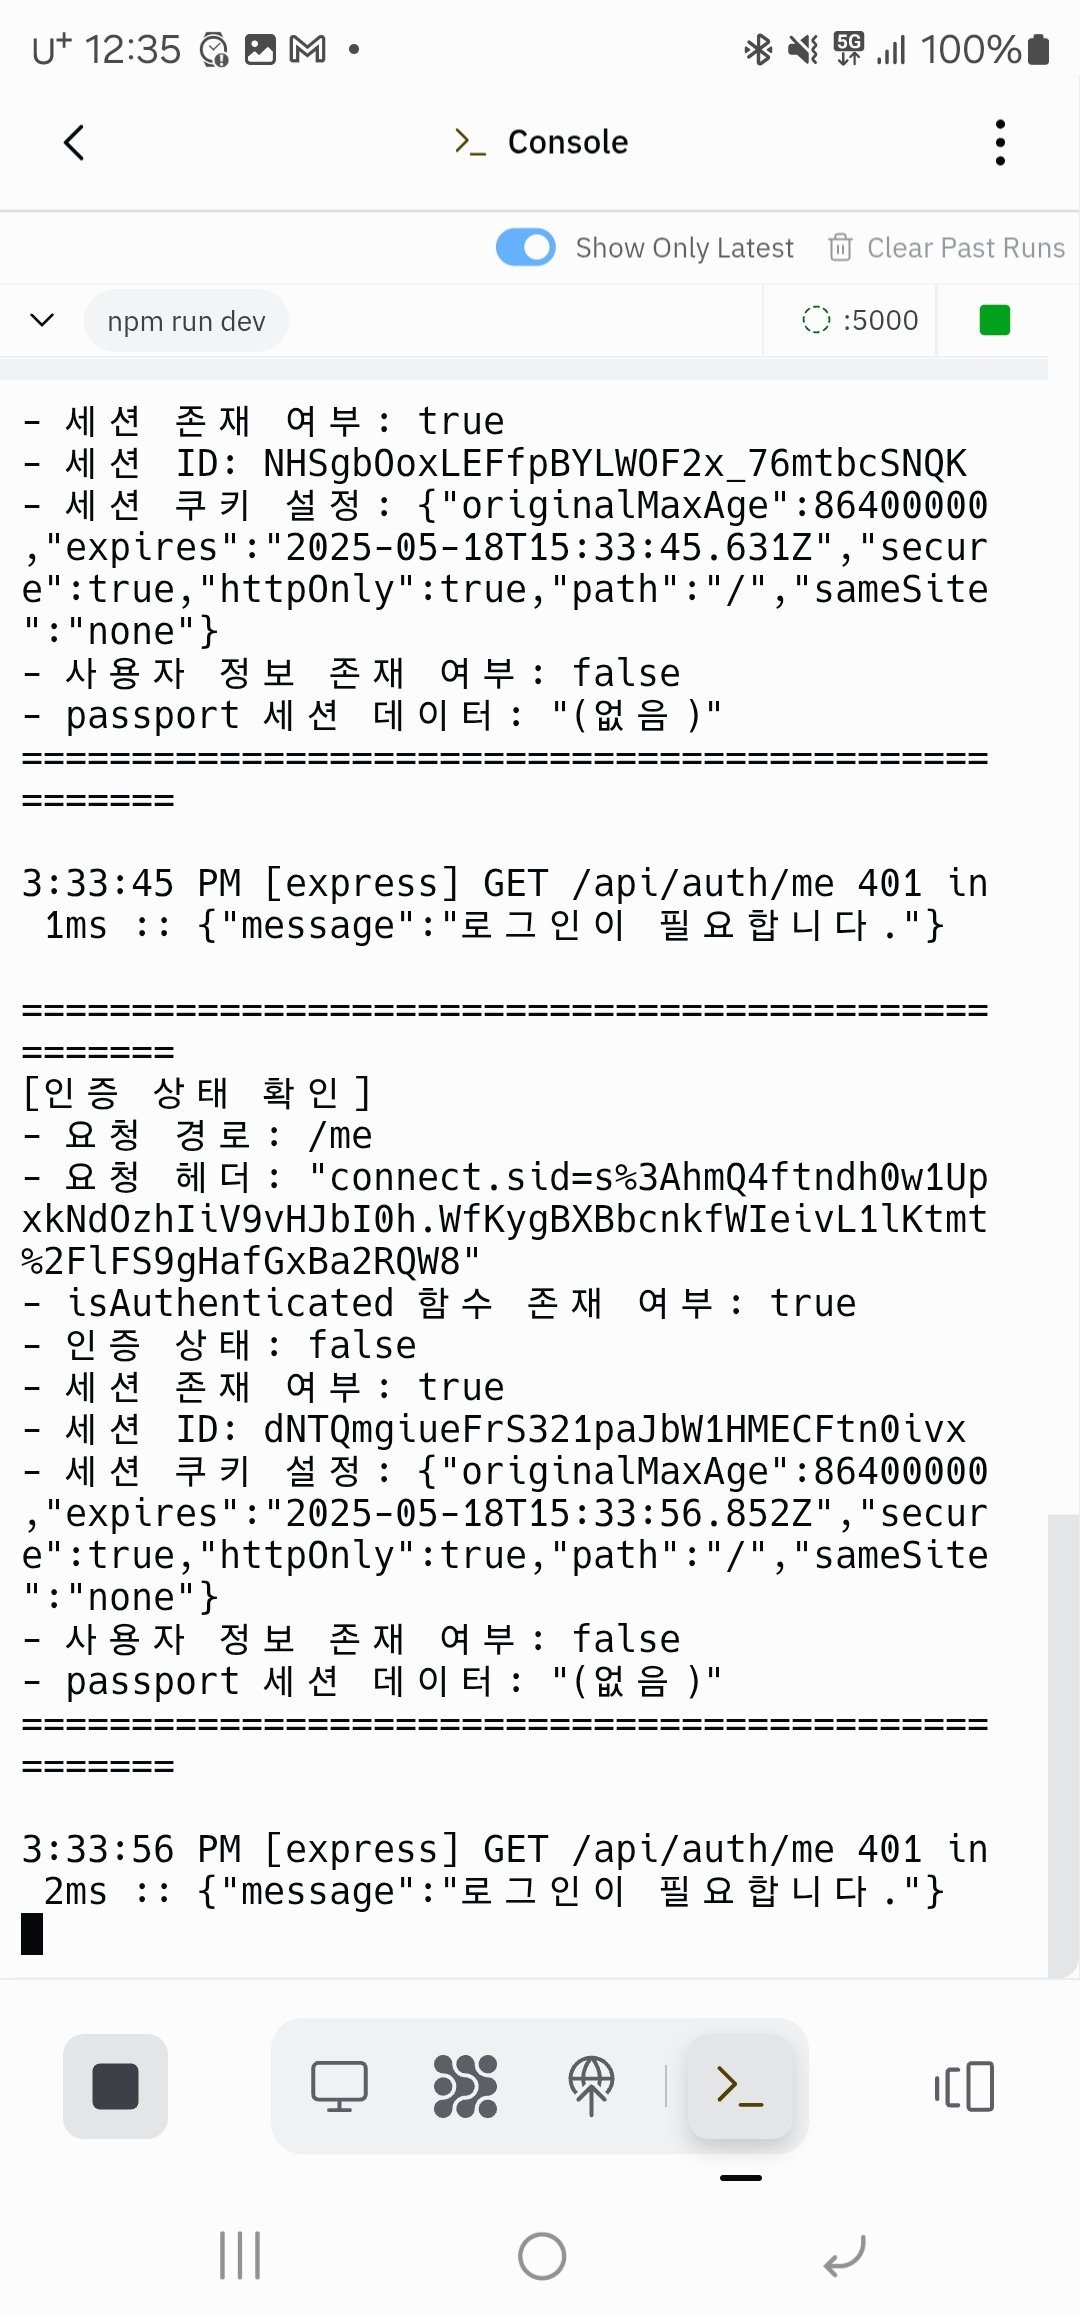 U+ 12:35 5G 100%
Console
Show Only Latest Clear Past Runs
npm run dev :5000
- 세션 존재 여부: true
- 세션 ID: NHSgbOoxLEFfpBYLWOF2x_76mtbcSNQK
- 세션 쿠키 설정: {"originalMaxAge":86400000
,"expires":"2025-05-18T15:33:45.631Z","secur
e":true,"httpOnly":true,"path":"/","sameSite
":"none"}
- 사용자 정보 존재 여부: false
- passport 세션 데이터: "(없음)"
============================================
=======
3:33:45 PM [express] GET /api/auth/me 401 in
1ms :: {"message":"로그인이 필요합니다."}
============================================
=======
[인증 상태 확인]
- 요청 경로: /me
- 요청 헤더: "connect.sid=s%3AhmQ4ftndh0w1Up
xkNdOzhIiV9vHJbI0h.WfKygBXBbcnkfWIeivL1lKtmt
%2FlFS9gHafGxBa2RQW8"
- isAuthenticated 함수 존재 여부: true
- 인증 상태: false
- 세션 존재 여부: true
- 세션 ID: dNTQmgiueFrS321paJbW1HMECFtn0ivx
- 세션 쿠키 설정: {"originalMaxAge":86400000
,"expires":"2025-05-18T15:33:56.852Z","secur
e":true,"httpOnly":true,"path":"/","sameSite
":"none"}
- 사용자 정보 존재 여부: false
- passport 세션 데이터: "(없음)"
============================================
=======
3:33:56 PM [express] GET /api/auth/me 401 in
2ms :: {"message":"로그인이 필요합니다."}